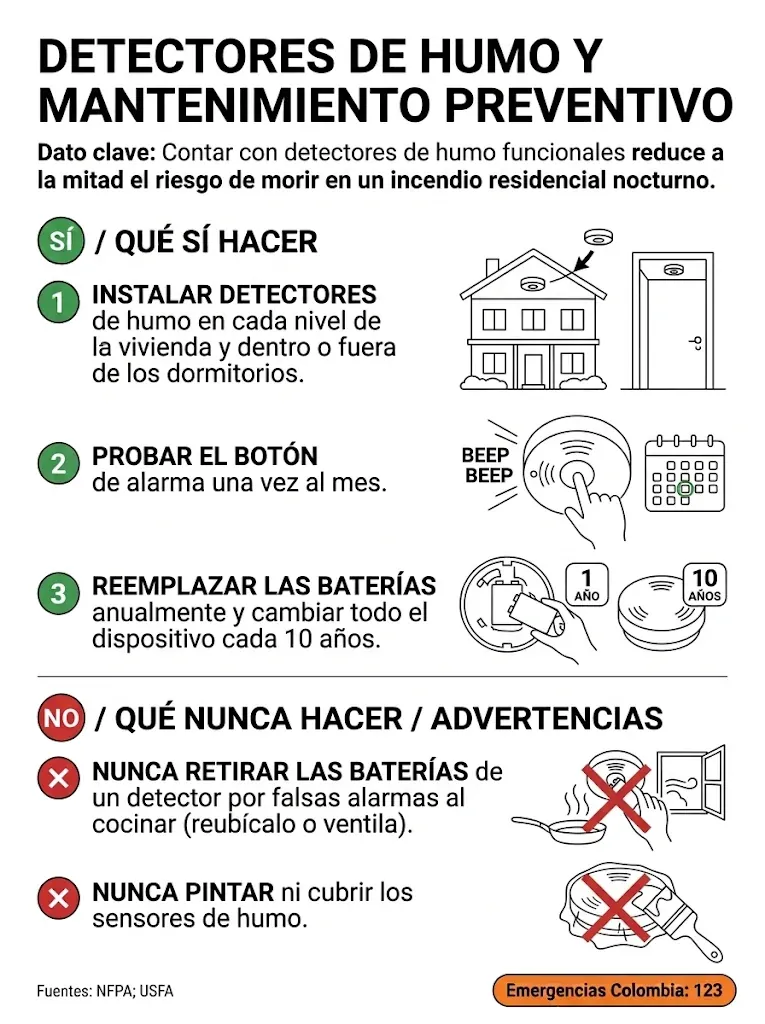 DETECTORES DE HUMO Y
MANTENIMIENTO PREVENTIVO
Dato clave: Contar con detectores de humo funcionales reduce a
la mitad el riesgo de morir en un incendio residencial nocturno.
SÍ / QUÉ SÍ HACER
1 INSTALAR DETECTORES
de humo en cada nivel de
la vivienda y dentro o fuera
de los dormitorios.
2 PROBAR EL BOTÓN
de alarma una vez al mes.
BEEP
BEEP
3 REEMPLAZAR LAS BATERÍAS
anualmente y cambiar todo el
dispositivo cada 10 años.
1
AÑO
10
AÑOS
NO / QUÉ NUNCA HACER / ADVERTENCIAS
NUNCA RETIRAR LAS BATERÍAS de
un detector por falsas alarmas al
cocinar (reubícalo o ventila).
NUNCA PINTAR ni cubrir los
sensores de humo.
Fuentes: NFPA; USFA
Emergencias Colombia: 123